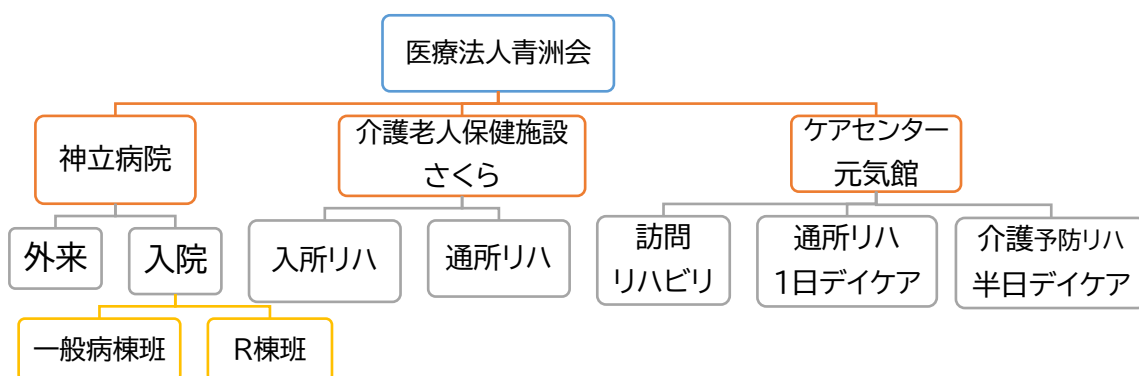 医療法人青洲会
神立病院
介護老人保健施設
さくら
ケアセンター
元気館
外来
入院
入所リハ
通所リハ
訪問
リハビリ
通所リハ
1日デイケア
介護予防リハ
半日デイケア
一般病棟班
R棟班